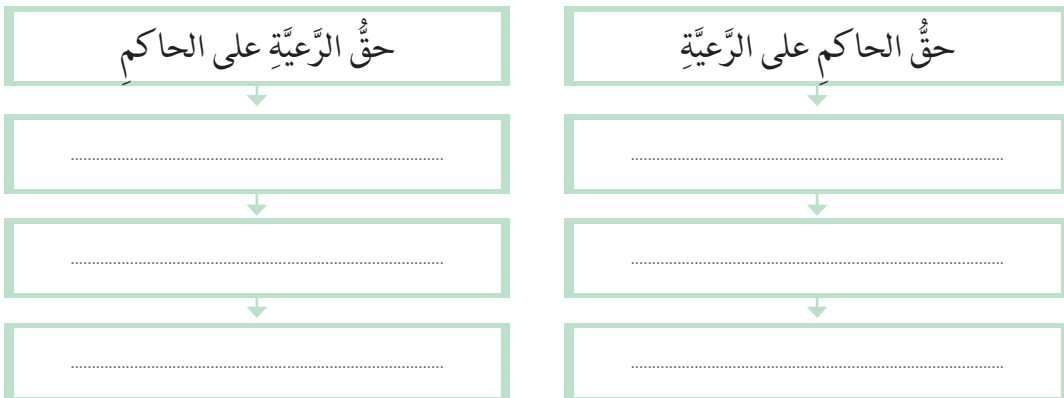 حقُّ الحاكمِ على الرَّعيَّةِ
حقُّ الرَّعيَّةِ على الحاكمِ